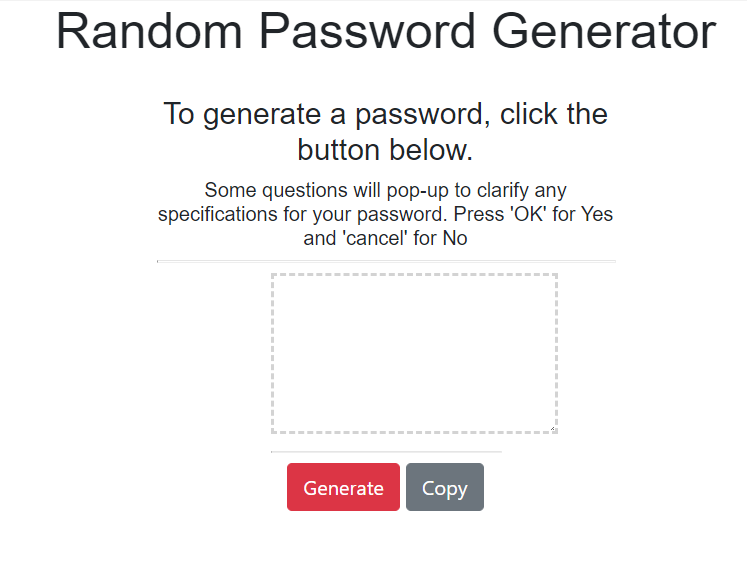 Random Password Generator
To generate a password, click the
button below.
Some questions will pop-up to clarify any
specifications for your password. Press 'OK' for Yes
and 'cancel' for No
Generate
Copy